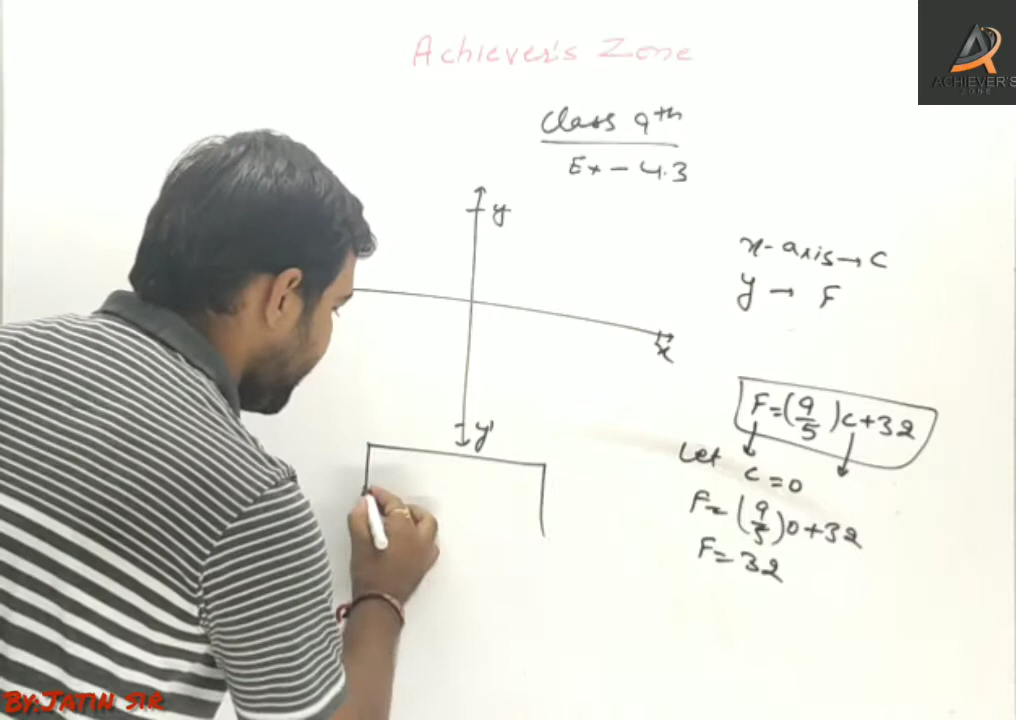 Achiever's Zone
ACHIEVER'S
ZONE
Class 9th
Ex - 4.3
y
x
y'
x-axis → C
y → F
F=(9/5)C+32
Let C=0
F=(9/5)0+32
F=32
BY:JATIN SIR